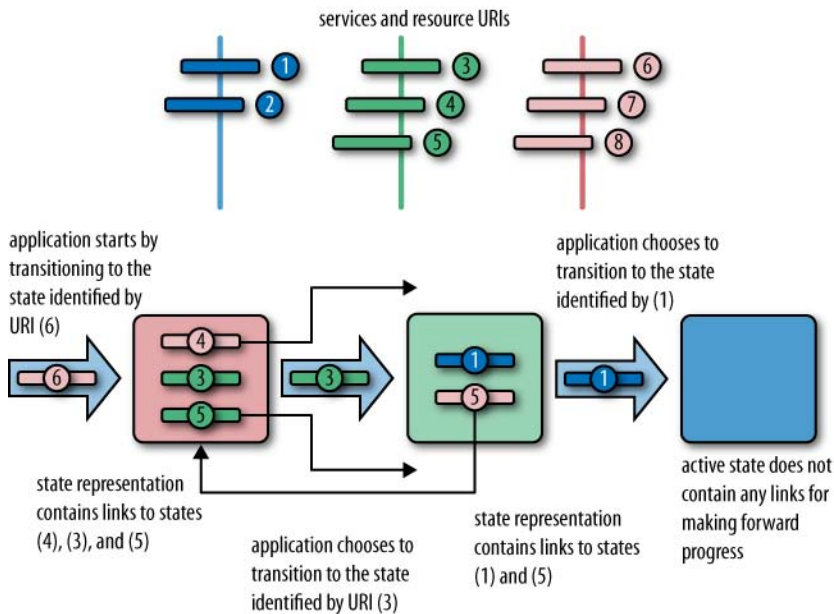 services and resource URIs
1
3
6
2
4
7
5
8
application starts by
transitioning to the
state identified by
URI (6)
application chooses to
transition to the state
identified by (1)
6
4
3
5
3
1
5
1
state representation
contains links to states
(4), (3), and (5)
application chooses to
transition to the state
identified by URI (3)
state representation
contains links to states
(1) and (5)
active state does not
contain any links for
making forward
progress